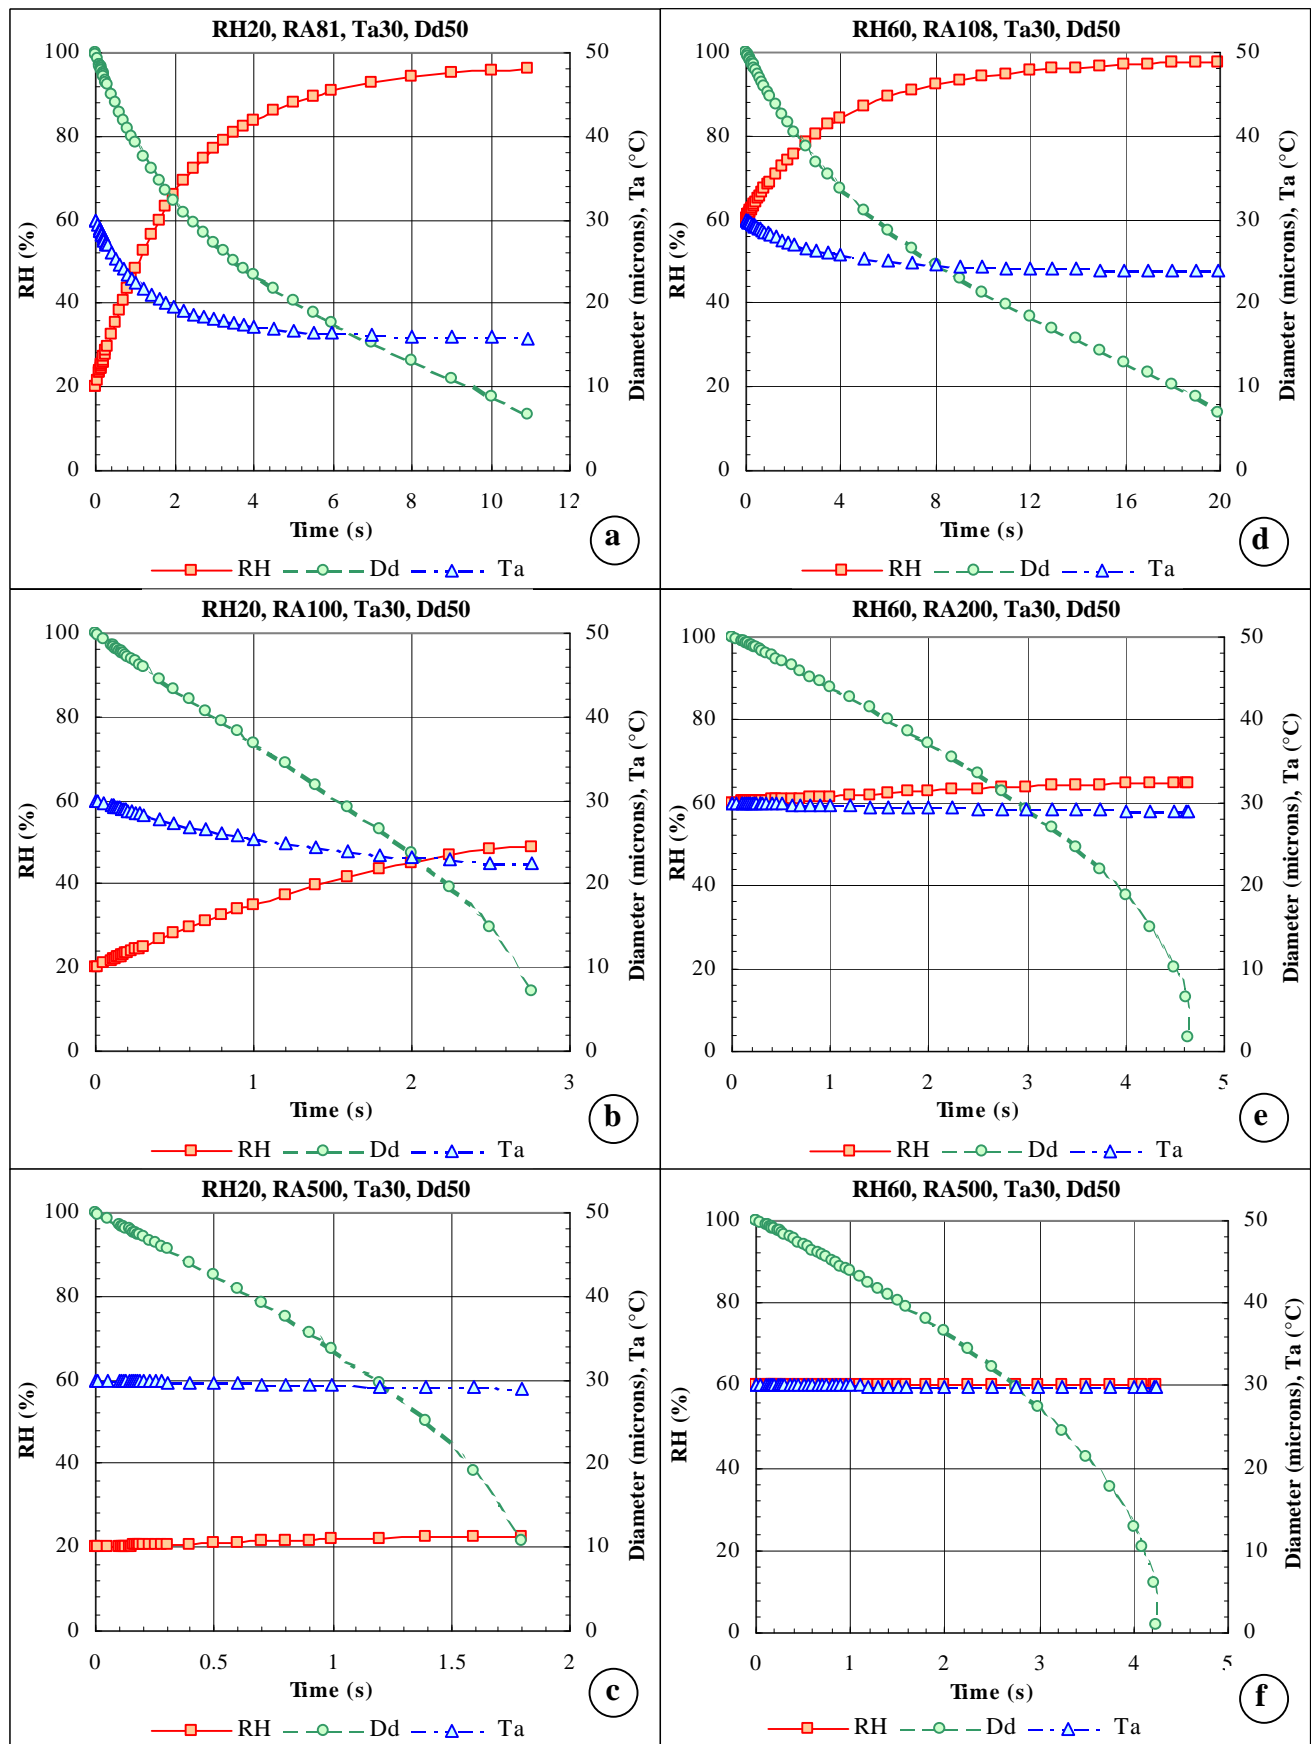 RH20, RA81, Ta30, Dd50
100
80
60
40
20
0
50
40
30
20
10
0
RH (%)
Diameter (microns), Ta (°C)
0 2 4 6 8 10 12
Time (s)
a
RH Dd Ta
RH60, RA108, Ta30, Dd50
100
80
60
40
20
0
50
40
30
20
10
0
RH (%)
Diameter (microns), Ta (°C)
0 4 8 12 16 20
Time (s)
d
RH Dd Ta
RH20, RA100, Ta30, Dd50
100
80
60
40
20
0
50
40
30
20
10
0
RH (%)
Diameter (microns), Ta (°C)
0 1 2 3
Time (s)
b
RH Dd Ta
RH60, RA200, Ta30, Dd50
100
80
60
40
20
0
50
40
30
20
10
0
RH (%)
Diameter (microns), Ta (°C)
0 1 2 3 4 5
Time (s)
e
RH Dd Ta
RH20, RA500, Ta30, Dd50
100
80
60
40
20
0
50
40
30
20
10
0
RH (%)
Diameter (microns), Ta (°C)
0 0.5 1 1.5 2
Time (s)
c
RH Dd Ta
RH60, RA500, Ta30, Dd50
100
80
60
40
20
0
50
40
30
20
10
0
RH (%)
Diameter (microns), Ta (°C)
0 1 2 3 4 5
Time (s)
f
RH Dd Ta